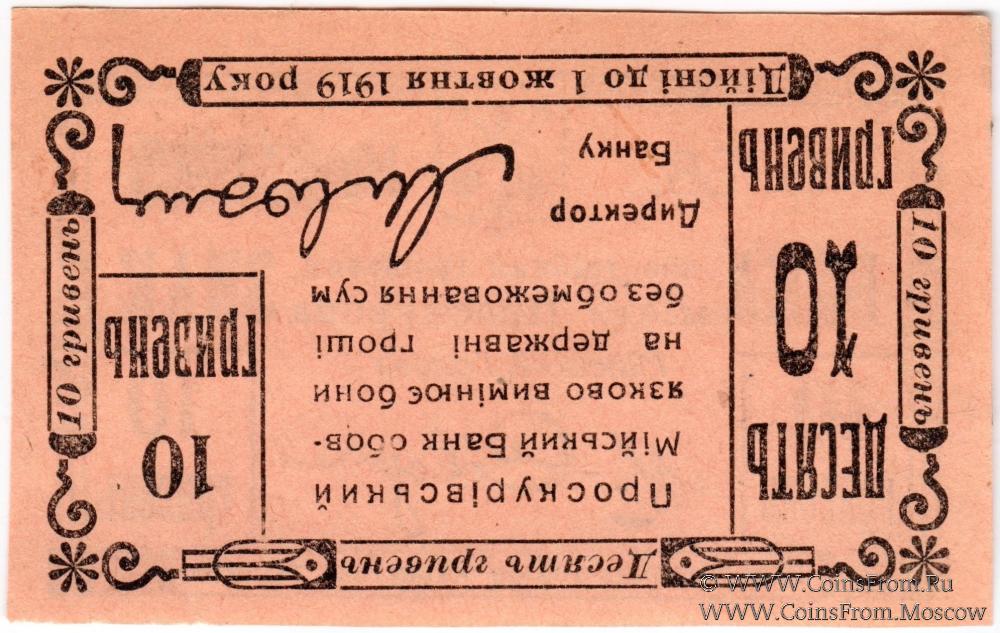 Десять гривень
ДЕСЯТЬ
10
гривень
Проскурівський
Міський Банк обов-
язково вимінює бони
на державні гроші
без обмежовання сум
Директор
Банку
10
гривень
10 гривень
10 гривень
Дійсні до 1 жовтня 1919 року
© WWW.CoinsFrom.Ru
WWW.CoinsFrom.Moscow